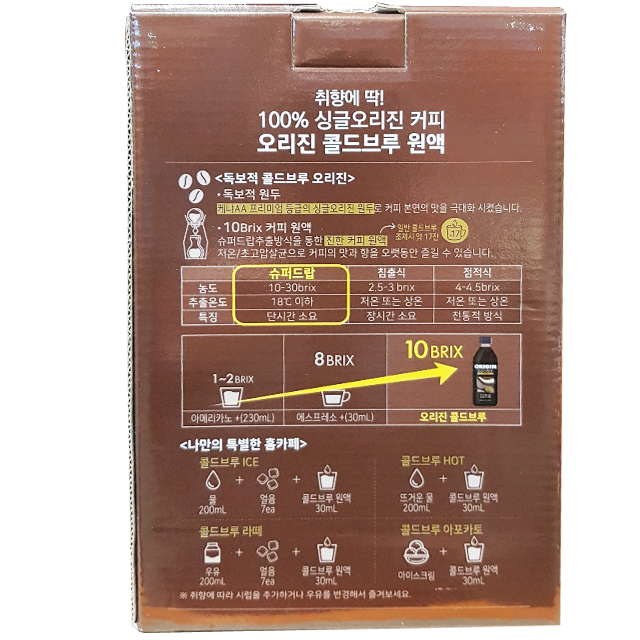 취향에 딱!
100% 싱글오리진 커피
오리진 콜드브루 원액
<독보적 콜드브루 오리진>
· 독보적 원두
케냐AA 프리미엄 등급의 싱글오리진 원두로 커피 본연의 맛을 극대화 시켰습니다.
· 10Brix 커피 원액
일반 콜드브루
조제시 약 17잔
17
슈퍼드랍추출방식을 통한 진한 커피 원액
저온/초고압살균으로 커피의 맛과 향을 오랫동안 즐길 수 있습니다.
슈퍼드랍 침출식 점적식
농도 10-30brix 2.5-3 brix 4-4.5brix
추출온도 18℃ 이하 저온 또는 상온 저온 또는 상온
특징 단시간 소요 장시간 소요 전통적 방식
1~2 BRIX 8 BRIX 10 BRIX
ORIGIN
아메리카노 +(230mL) 에스프레소 +(30mL) 오리진 콜드브루
<나만의 특별한 홈카페>
콜드브루 ICE 콜드브루 HOT
물 + 얼음 + 콜드브루 원액 뜨거운 물 + 콜드브루 원액
200mL 7ea 30mL 200mL 30mL
콜드브루 라떼 콜드브루 아포카토
우유 + 얼음 + 콜드브루 원액 아이스크림 + 콜드브루 원액
200mL 7ea 30mL 30mL
※ 취향에 따라 시럽을 추가하거나 우유를 변경해서 즐겨보세요.